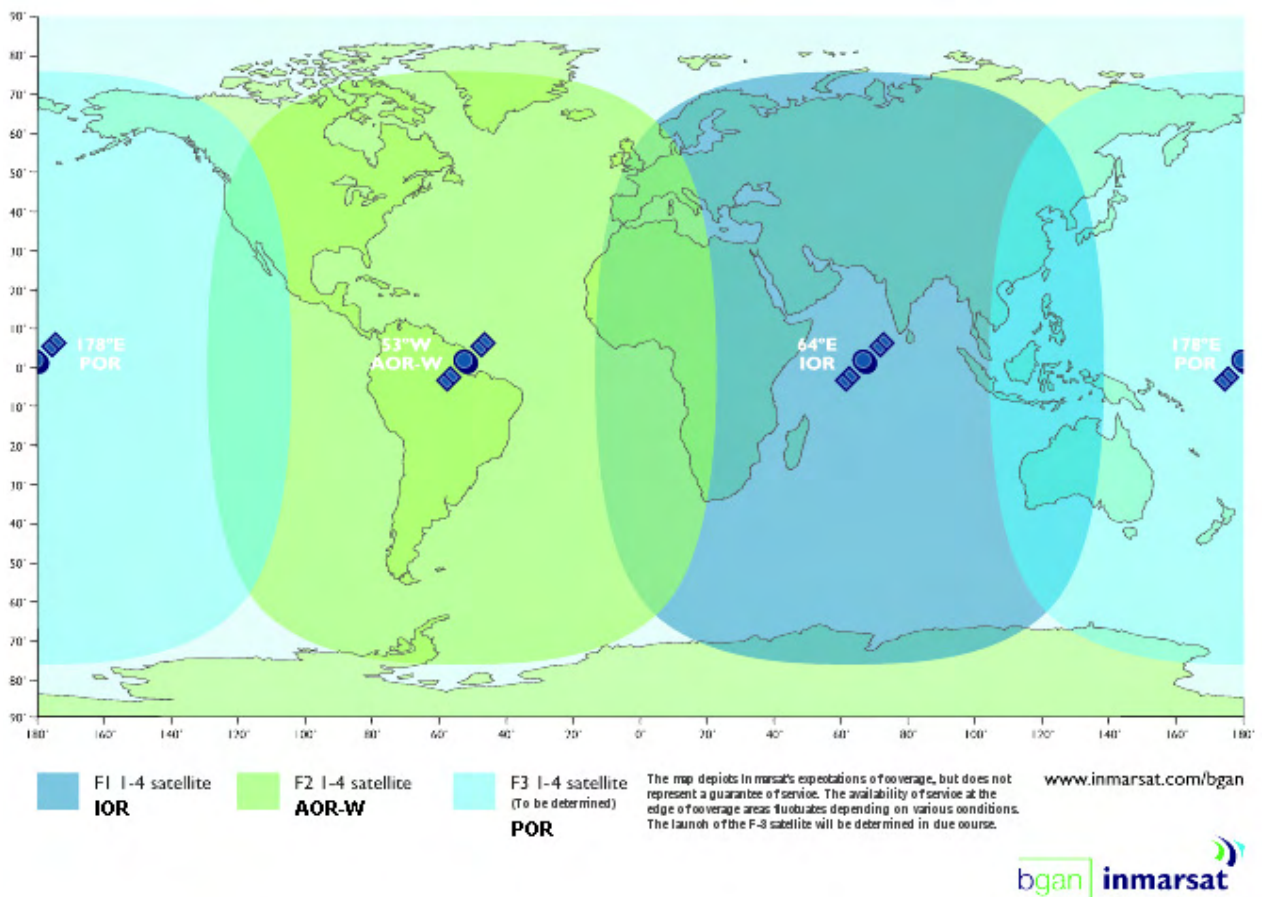 90°
80°
70°
60°
50°
40°
30°
20°
10°
0°
10°
20°
30°
40°
50°
60°
70°
80°
90°
178°E
POR
53°W
AOR-W
64°E
IOR
178°E
POR
180° 160° 140° 120° 100° 80° 60° 40° 20° 0° 20° 40° 60° 80° 100° 120° 140° 160° 180°
F1 I-4 satellite
IOR
F2 I-4 satellite
AOR-W
F3 I-4 satellite
(To be determined)
POR
The map depicts Inmarsat's expectations of coverage, but does not
represent a guarantee of service. The availability of service at the
edge of coverage areas fluctuates depending on various conditions.
The launch of the F-3 satellite will be determined in due course.
www.inmarsat.com/bgan
bgan inmarsat